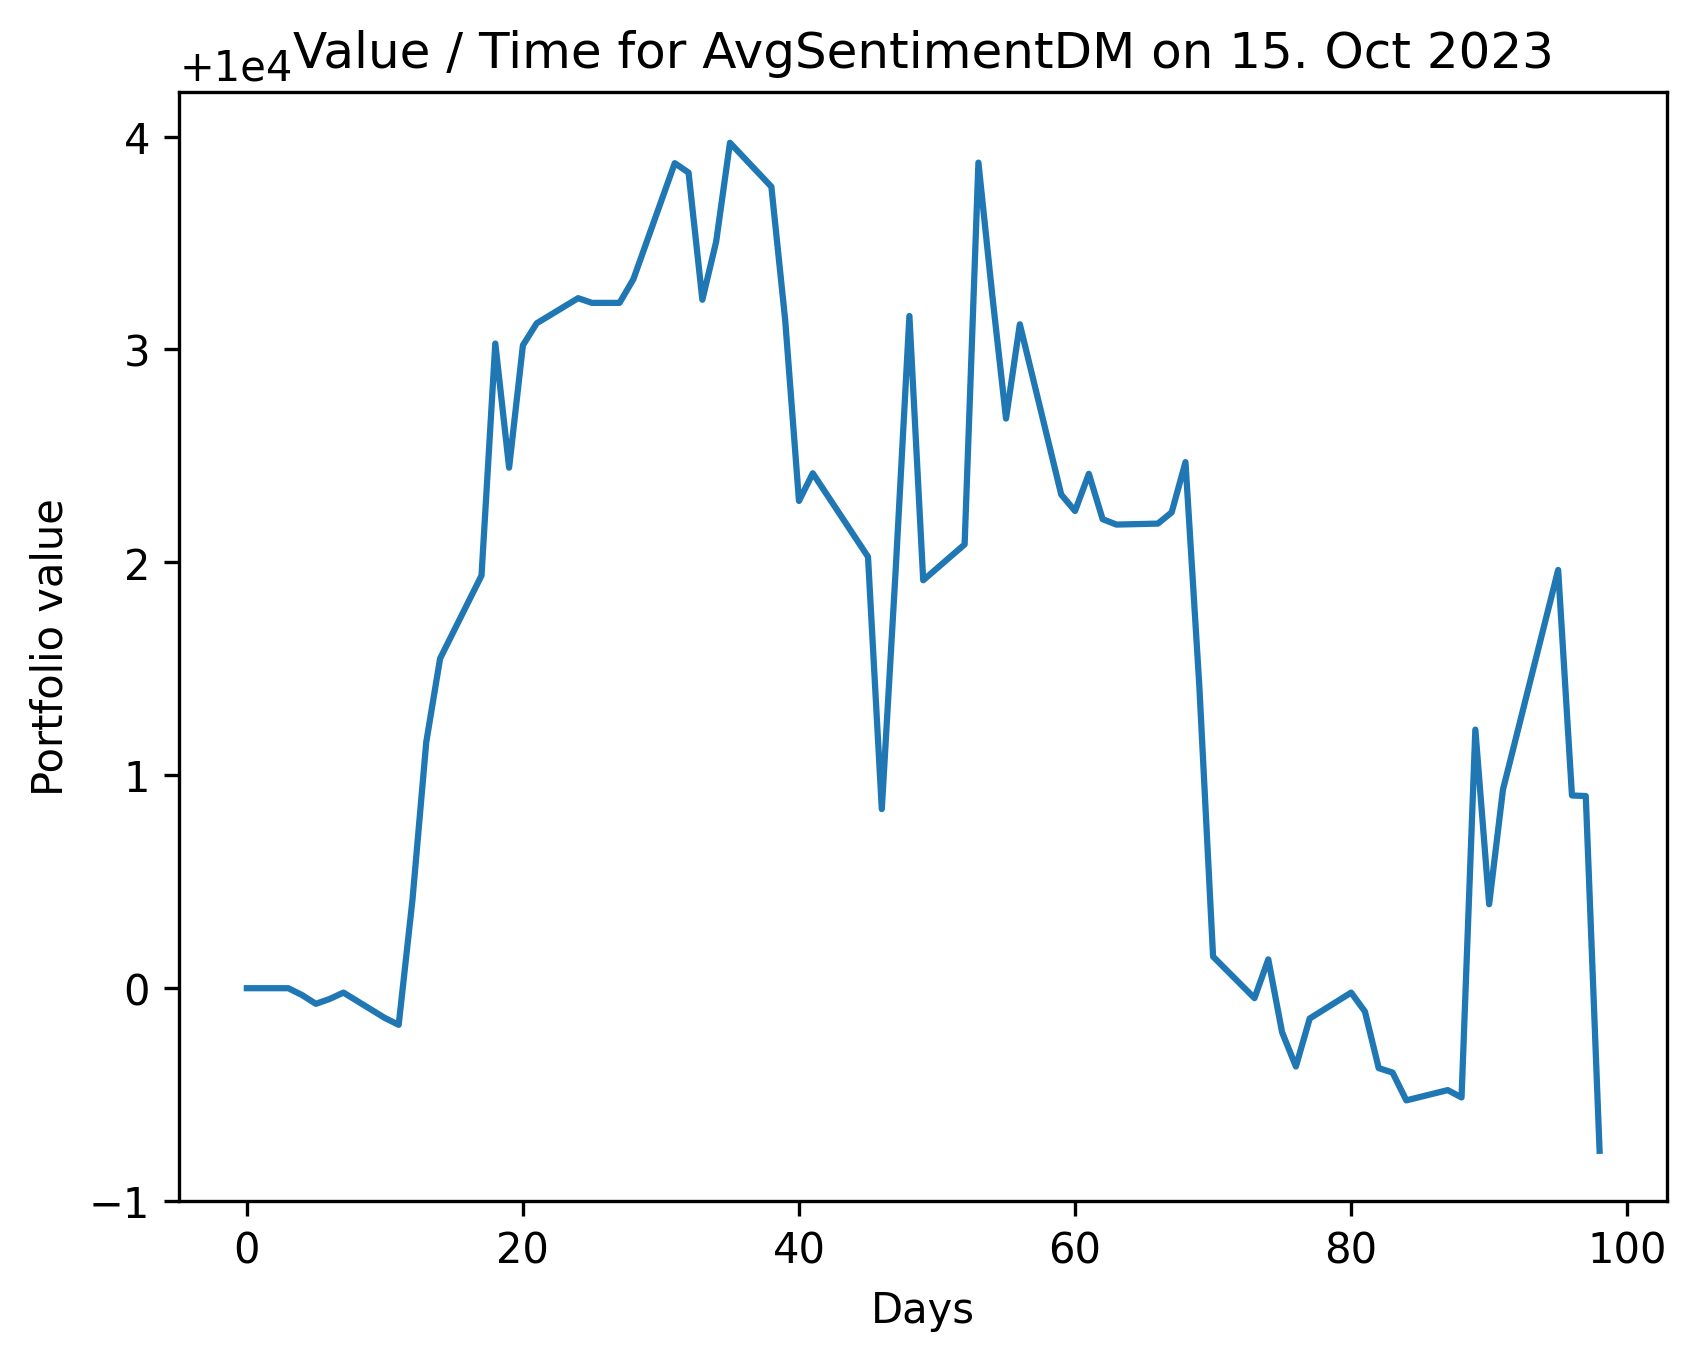 Value / Time for AvgSentimentDM on 15. Oct 2023
+1e4
4
3
2
1
0
−1
Portfolio value
0 20 40 60 80 100
Days